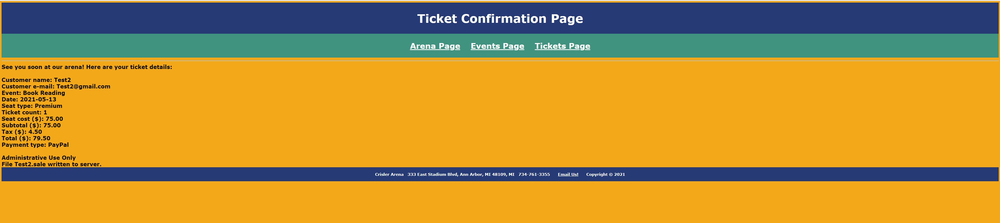 Ticket Confirmation Page
Arena Page Events Page Tickets Page
See you soon at our arena! Here are your ticket details:
Customer name: Test2
Customer e-mail: Test2@gmail.com
Event: Book Reading
Date: 2021-05-13
Seat type: Premium
Ticket count: 1
Seat cost ($): 75.00
Subtotal ($): 75.00
Tax ($): 4.50
Total ($): 79.50
Payment type: PayPal
Administrative Use Only
File Test2.sale written to server.
Crisler Arena 333 East Stadium Blvd, Ann Arbor, MI 48109, MI 734-761-3355 Email Us! Copyright © 2021